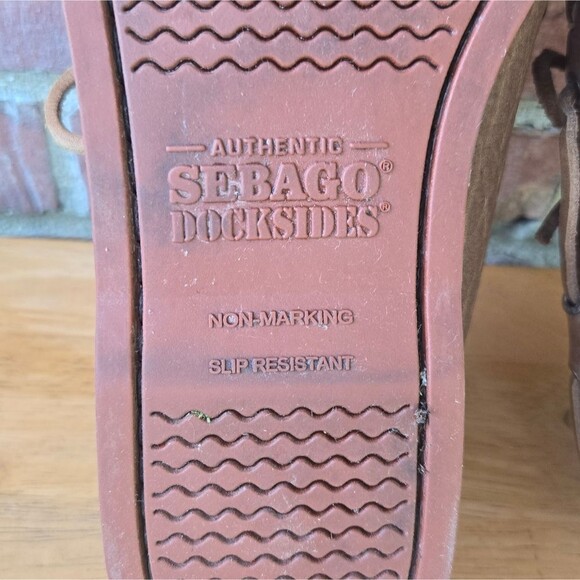 AUTHENTIC
SEBAGO®
DOCKSIDES®
NON-MARKING
SLIP RESISTANT